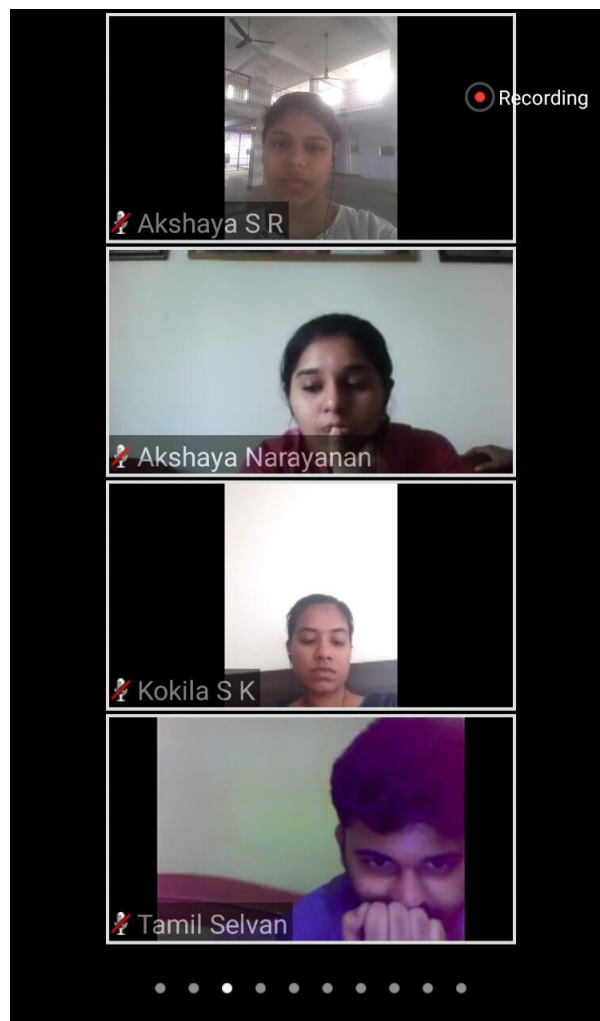 Recording
Akshaya S R
Akshaya Narayanan
Kokila S K
Tamil Selvan